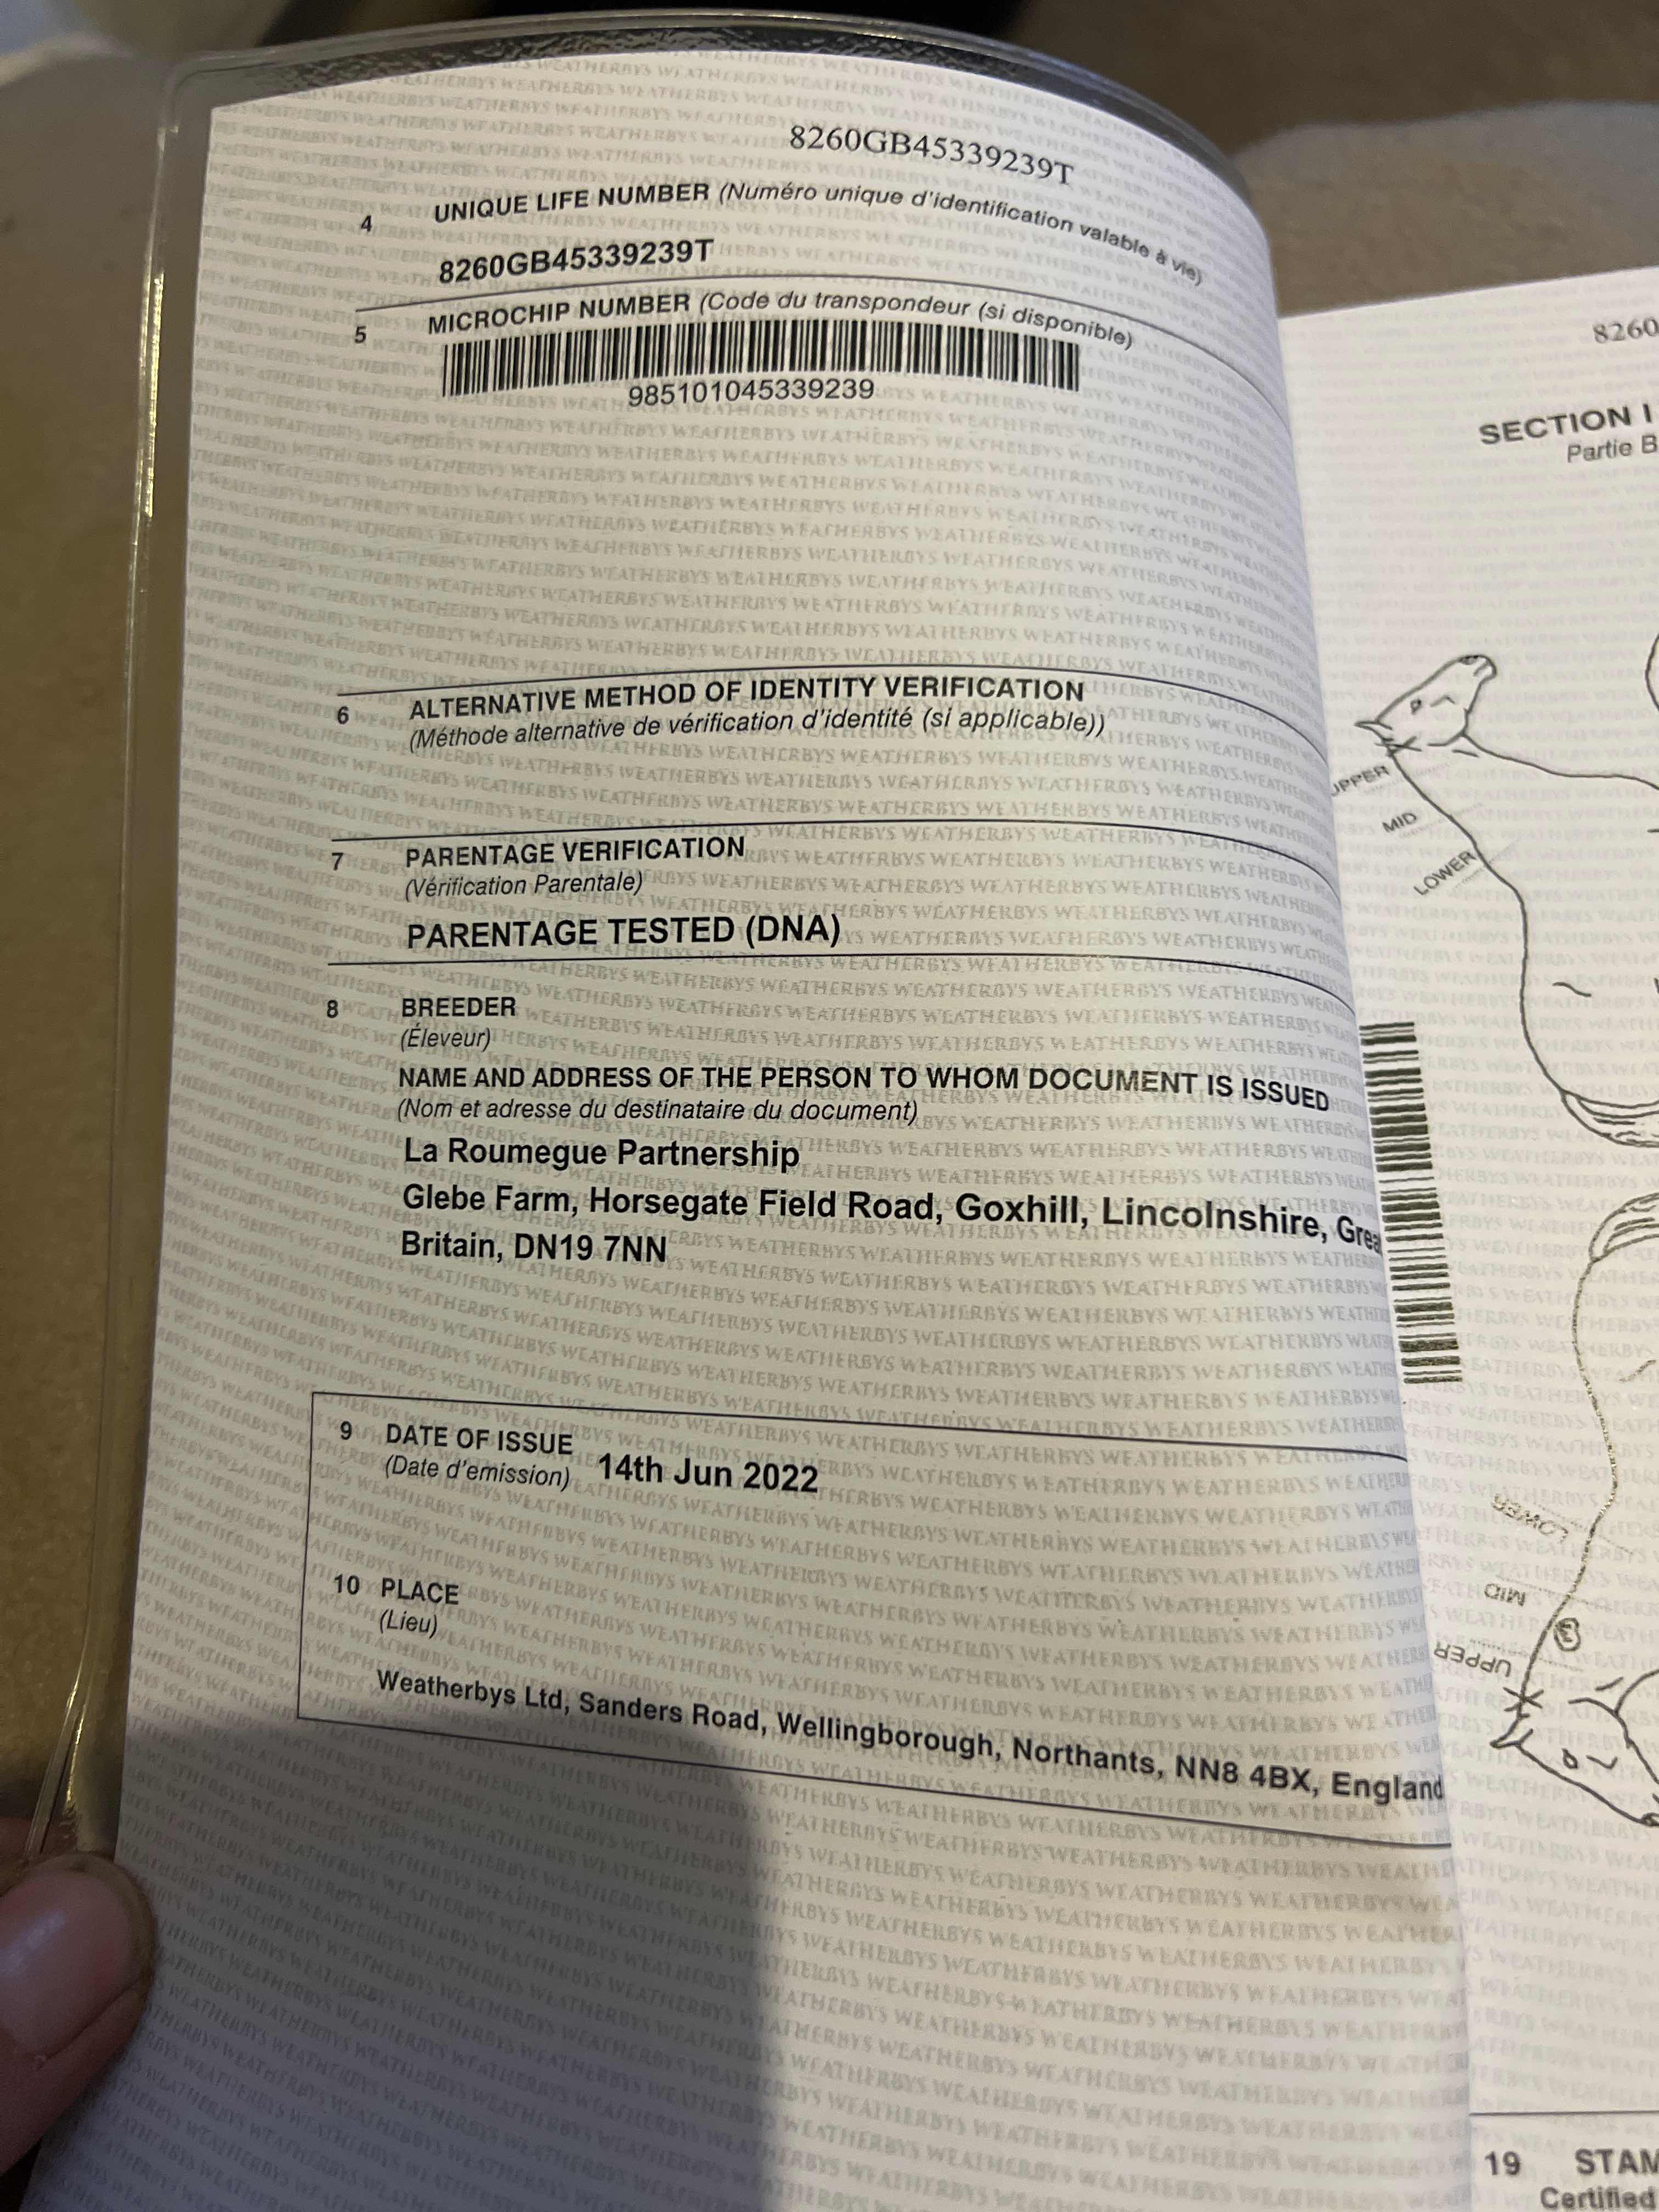 8260GB45339239T
4 UNIQUE LIFE NUMBER (Numéro unique d'identification valable à vie)
8260GB45339239T
5 MICROCHIP NUMBER (Code du transpondeur (si disponible)
985101045339239
6 ALTERNATIVE METHOD OF IDENTITY VERIFICATION
(Méthode alternative de vérification d'identité (si applicable))
7 PARENTAGE VERIFICATION
(Vérification Parentale)
PARENTAGE TESTED (DNA)
8 BREEDER
(Éleveur)
NAME AND ADDRESS OF THE PERSON TO WHOM DOCUMENT IS ISSUED
(Nom et adresse du destinataire du document)
La Roumegue Partnership
Glebe Farm, Horsegate Field Road, Goxhill, Lincolnshire, Grea
Britain, DN19 7NN
9 DATE OF ISSUE
(Date d'emission) 14th Jun 2022
10 PLACE
(Lieu)
Weatherbys Ltd, Sanders Road, Wellingborough, Northants, NN8 4BX, England
8260
SECTION I
Partie B
UPPER
MID
LOWER
LOWER
MID
UPPER
19 STAM
Certified